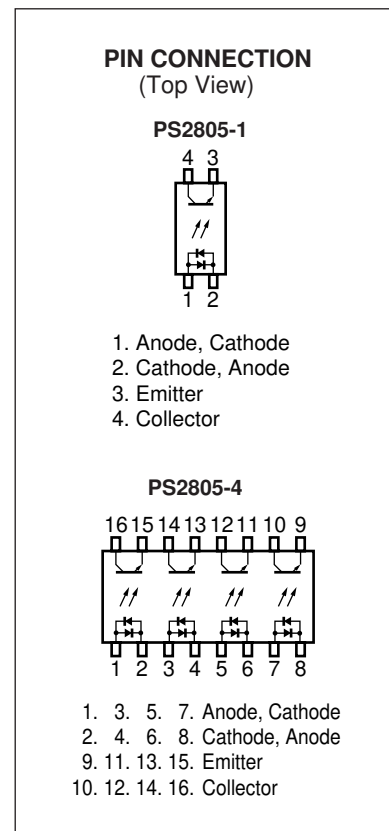 PIN CONNECTION
(Top View)
PS2805-1
4 3
1 2
1. Anode, Cathode
2. Cathode, Anode
3. Emitter
4. Collector
PS2805-4
16 15 14 13 12 11 10 9
1 2 3 4 5 6 7 8
1. 3. 5. 7. Anode, Cathode
2. 4. 6. 8. Cathode, Anode
9. 11. 13. 15. Emitter
10. 12. 14. 16. Collector